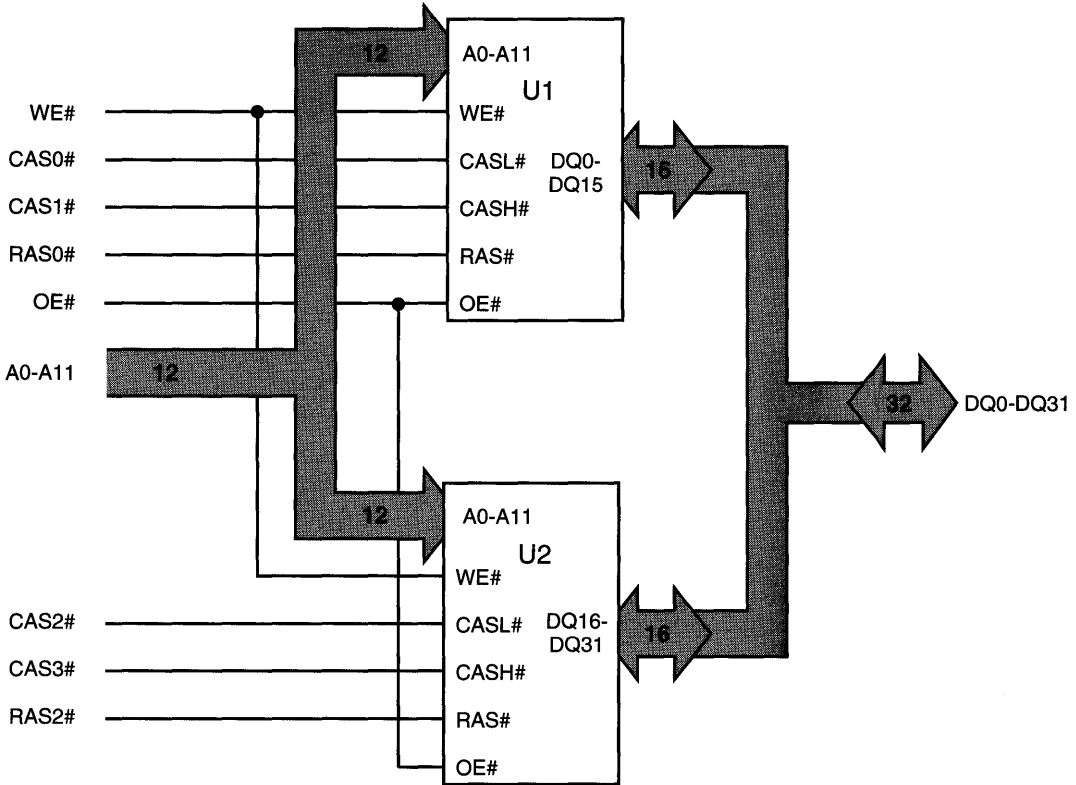 12
A0-A11
U1
WE#
WE#
CAS0#
CASL#
DQ0-
DQ15
16
CAS1#
CASH#
RAS0#
RAS#
OE#
OE#
A0-A11
12
32
DQ0-DQ31
12
A0-A11
U2
WE#
CAS2#
CASL#
DQ16-
DQ31
16
CAS3#
CASH#
RAS2#
RAS#
OE#